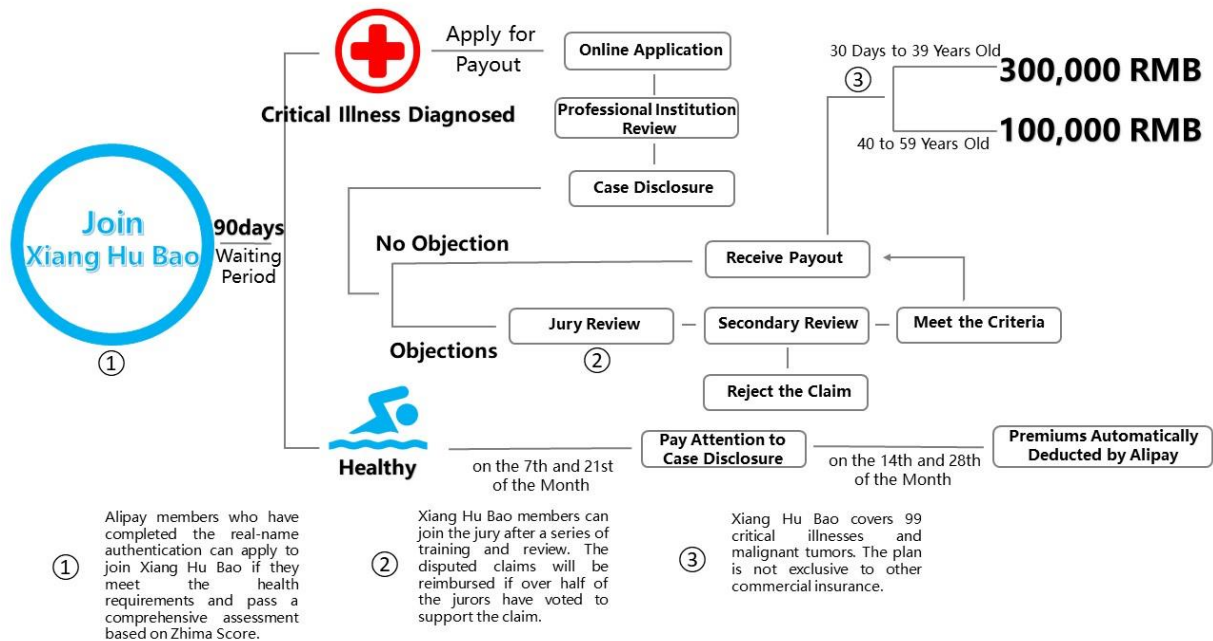 Apply for
Payout
Online Application
30 Days to 39 Years Old
300,000 RMB
③
Critical Illness Diagnosed
Professional Institution
Review
100,000 RMB
40 to 59 Years Old
Case Disclosure
Join
Xiang Hu Bao
90days
Waiting
Period
No Objection
Receive Payout
Jury Review
Secondary Review
Meet the Criteria
Objections
①
②
Reject the Claim
Healthy
on the 7th and 21st
of the Month
Pay Attention to
Case Disclosure
on the 14th and 28th
of the Month
Premiums Automatically
Deducted by Alipay
①
Alipay members who have
completed the real-name
authentication can apply to
join Xiang Hu Bao if they
meet the health
requirements and pass a
comprehensive assessment
based on Zhima Score.
②
Xiang Hu Bao members can
join the jury after a series of
training and review. The
disputed claims will be
reimbursed if over half of
the jurors have voted to
support the claim.
③
Xiang Hu Bao covers 99
critical illnesses and
malignant tumors. The plan
is not exclusive to other
commercial insurance.